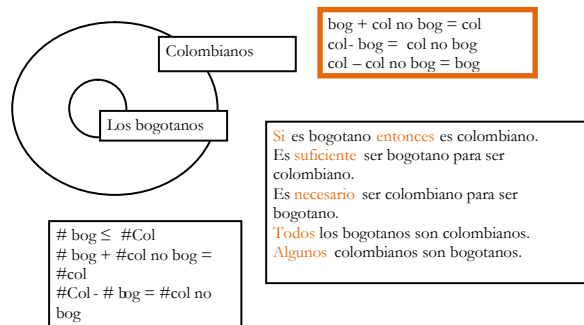 Colombianos
Los bogotanos
bog + col no bog = col
col- bog = col no bog
col – col no bog = bog
Si es bogotano entonces es colombiano.
Es suficiente ser bogotano para ser
colombiano.
Es necesario ser colombiano para ser
bogotano.
Todos los bogotanos son colombianos.
Algunos colombianos son bogotanos.
# bog ≤ #Col
# bog + #col no bog =
#col
#Col - # bog = #col no
bog